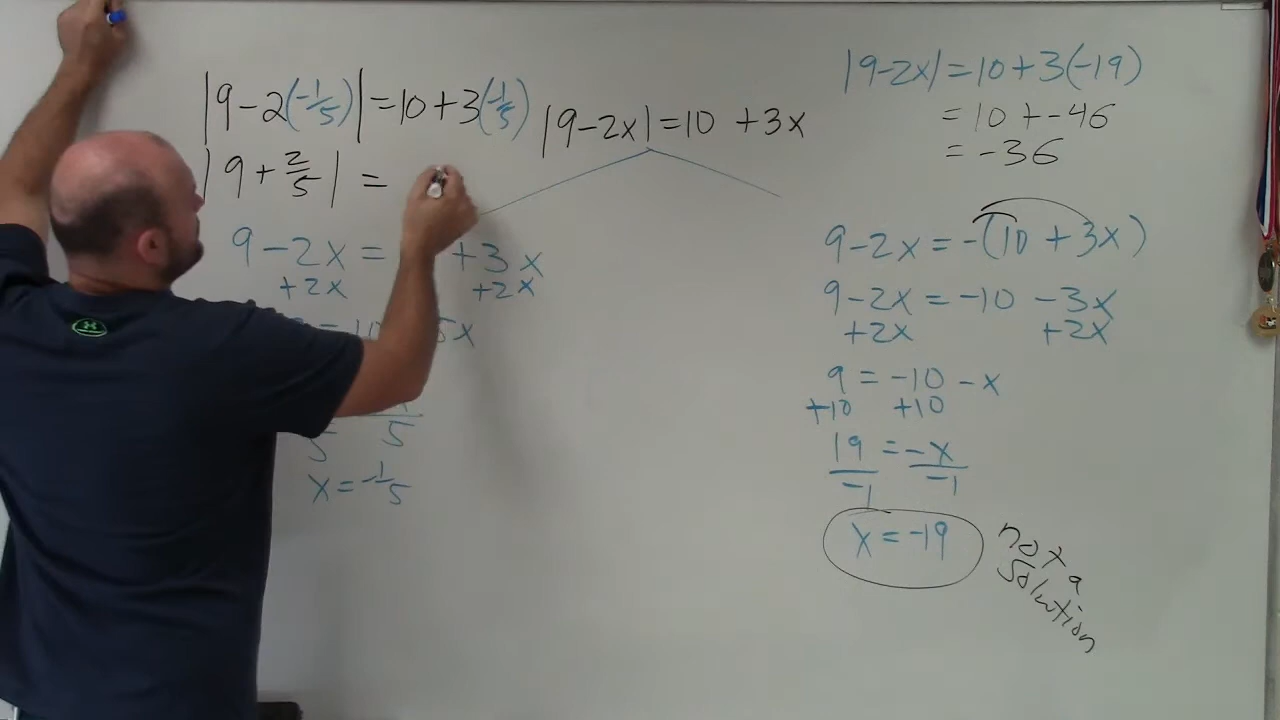 |9-2(-1/5)|=10+3(-1/5)
|9+2/5|=
9-2x= +3x
+2x +2x
=10 5x
5 5
x=-1/5
|9-2x|=10 +3x
|9-2x|=10+3(-19)
=10+-46
=-36
9-2x=-(10 +3x)
9-2x=-10 -3x
+2x +2x
9=-10-x
+10 +10
19=-x
-1 -1
x=-19
not a
solution